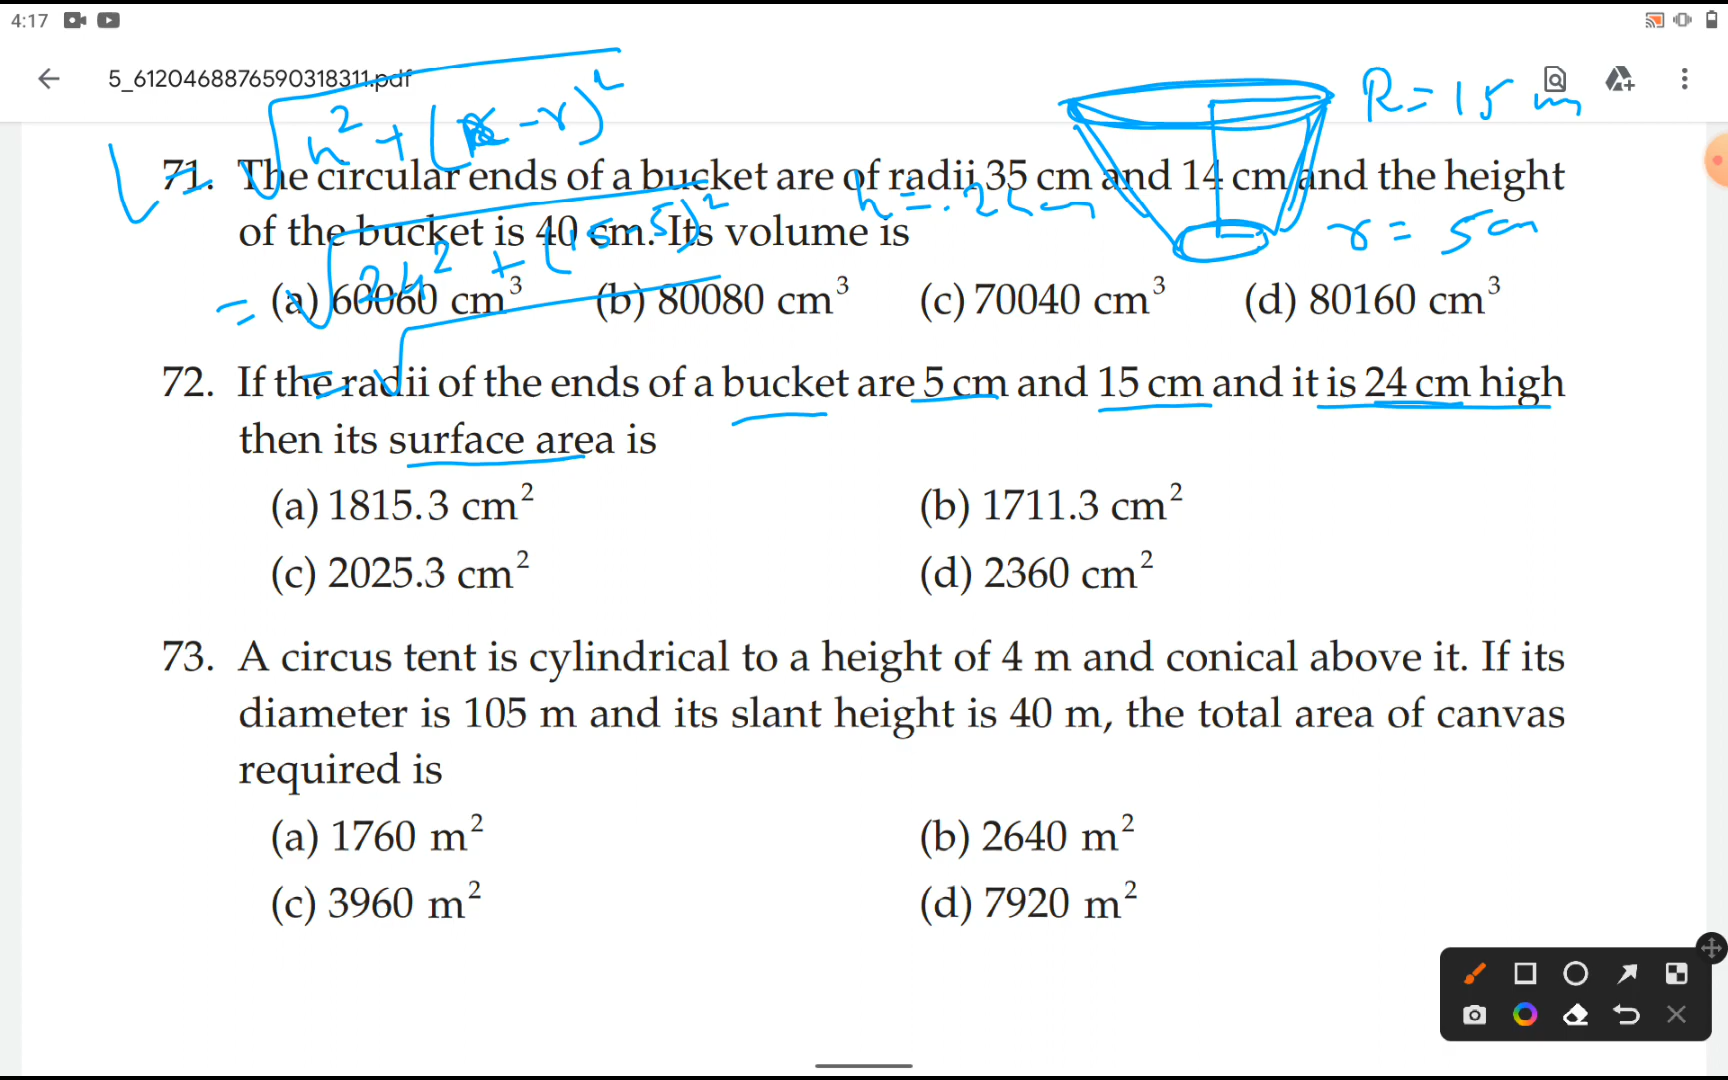 4:17
5_6120468876590318311.pdf
L = √h² + (R-r)²
R = 15 cm
71. The circular ends of a bucket are of radii 35 cm and 14 cm and the height
h = 24 cm
of the bucket is 40 cm. Its volume is
r = 5 cm
= √24² + (15-5)²
(a) 60060 cm³ (b) 80080 cm³ (c) 70040 cm³ (d) 80160 cm³
= √
72. If the radii of the ends of a bucket are 5 cm and 15 cm and it is 24 cm high
then its surface area is
(a) 1815.3 cm² (b) 1711.3 cm²
(c) 2025.3 cm² (d) 2360 cm²
73. A circus tent is cylindrical to a height of 4 m and conical above it. If its
diameter is 105 m and its slant height is 40 m, the total area of canvas
required is
(a) 1760 m² (b) 2640 m²
(c) 3960 m² (d) 7920 m²